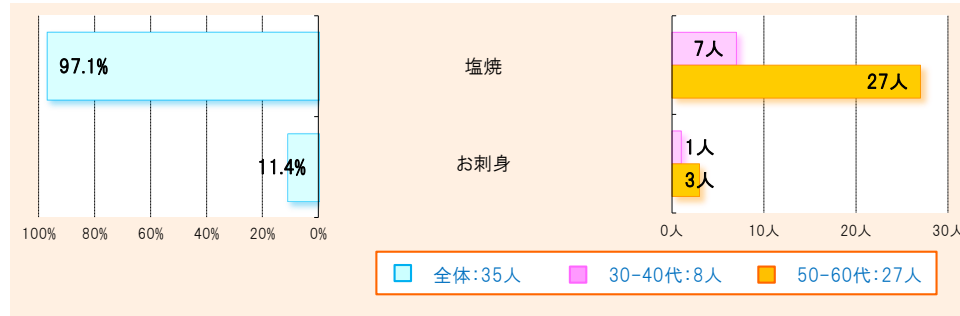 97.1%
塩焼
7人
27人
11.4%
お刺身
1人
3人
100% 80% 60% 40% 20% 0%
0人 10人 20人 30人
全体:35人 30-40代:8人 50-60代:27人